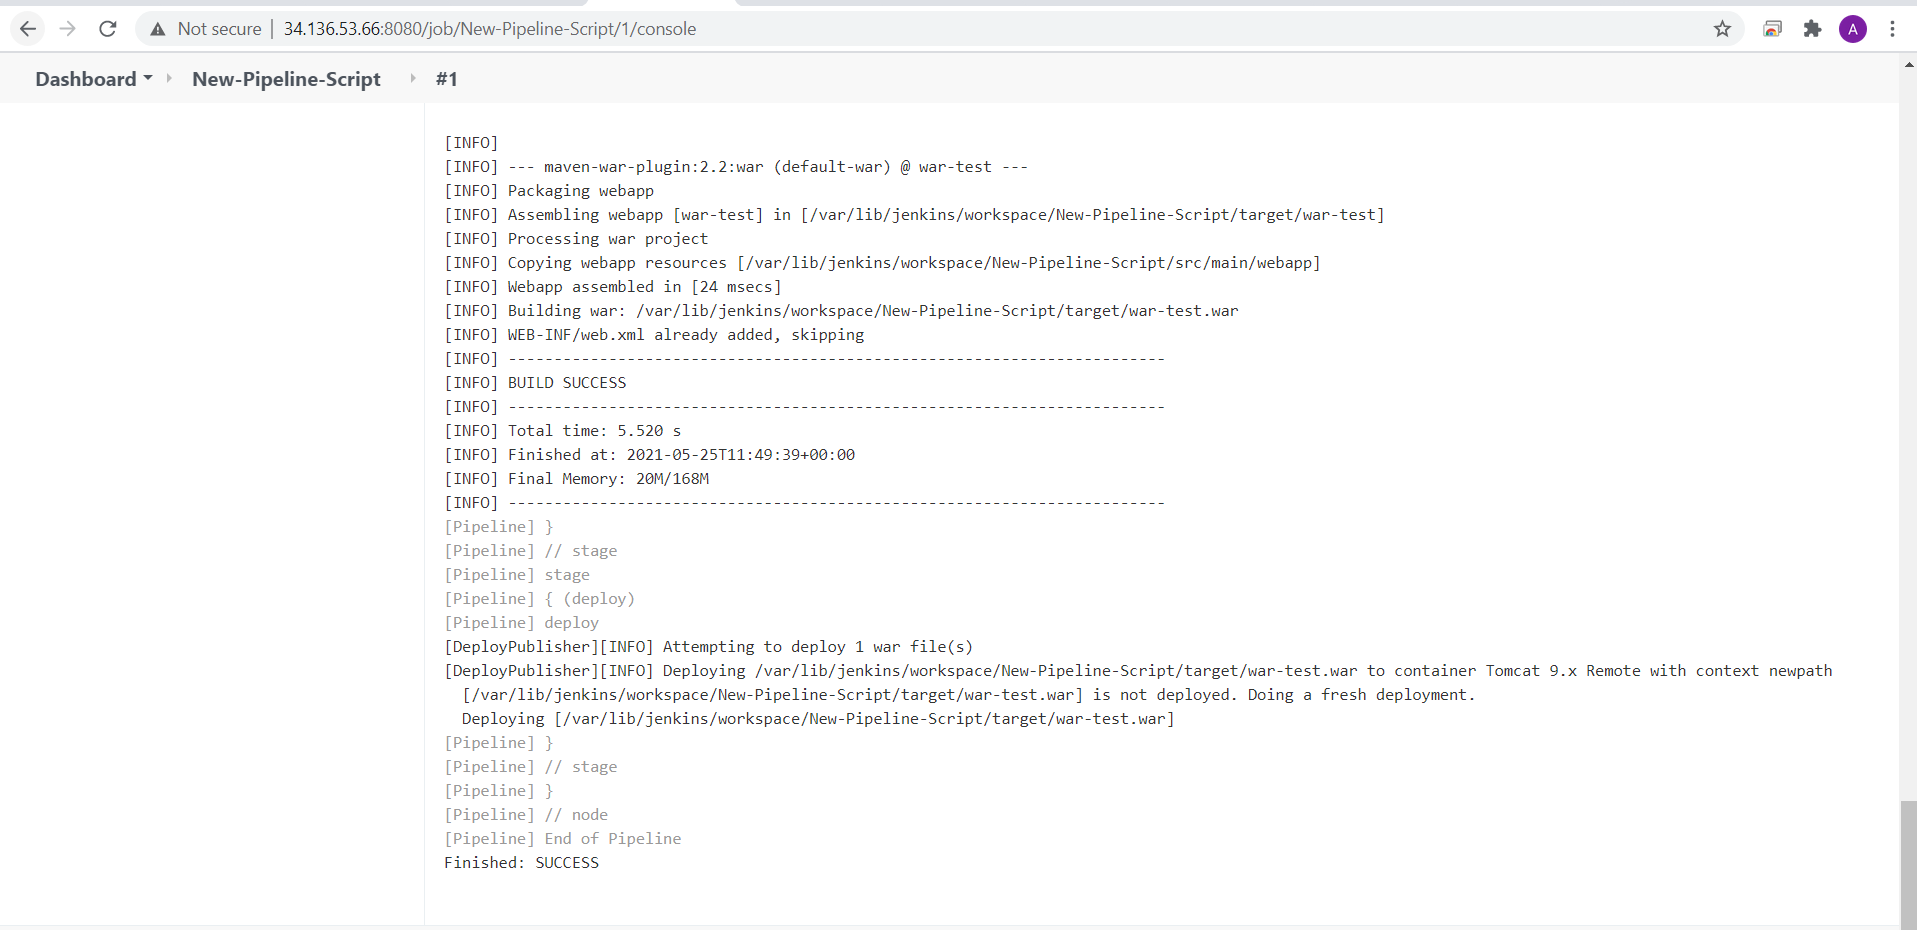 Not secure | 34.136.53.66:8080/job/New-Pipeline-Script/1/console A
Dashboard New-Pipeline-Script #1
[INFO]
[INFO] --- maven-war-plugin:2.2:war (default-war) @ war-test ---
[INFO] Packaging webapp
[INFO] Assembling webapp [war-test] in [/var/lib/jenkins/workspace/New-Pipeline-Script/target/war-test]
[INFO] Processing war project
[INFO] Copying webapp resources [/var/lib/jenkins/workspace/New-Pipeline-Script/src/main/webapp]
[INFO] Webapp assembled in [24 msecs]
[INFO] Building war: /var/lib/jenkins/workspace/New-Pipeline-Script/target/war-test.war
[INFO] WEB-INF/web.xml already added, skipping
[INFO] ------------------------------------------------------------------------
[INFO] BUILD SUCCESS
[INFO] ------------------------------------------------------------------------
[INFO] Total time: 5.520 s
[INFO] Finished at: 2021-05-25T11:49:39+00:00
[INFO] Final Memory: 20M/168M
[INFO] ------------------------------------------------------------------------
[Pipeline] }
[Pipeline] // stage
[Pipeline] stage
[Pipeline] { (deploy)
[Pipeline] deploy
[DeployPublisher][INFO] Attempting to deploy 1 war file(s)
[DeployPublisher][INFO] Deploying /var/lib/jenkins/workspace/New-Pipeline-Script/target/war-test.war to container Tomcat 9.x Remote with context newpath
[/var/lib/jenkins/workspace/New-Pipeline-Script/target/war-test.war] is not deployed. Doing a fresh deployment.
Deploying [/var/lib/jenkins/workspace/New-Pipeline-Script/target/war-test.war]
[Pipeline] }
[Pipeline] // stage
[Pipeline] }
[Pipeline] // node
[Pipeline] End of Pipeline
Finished: SUCCESS